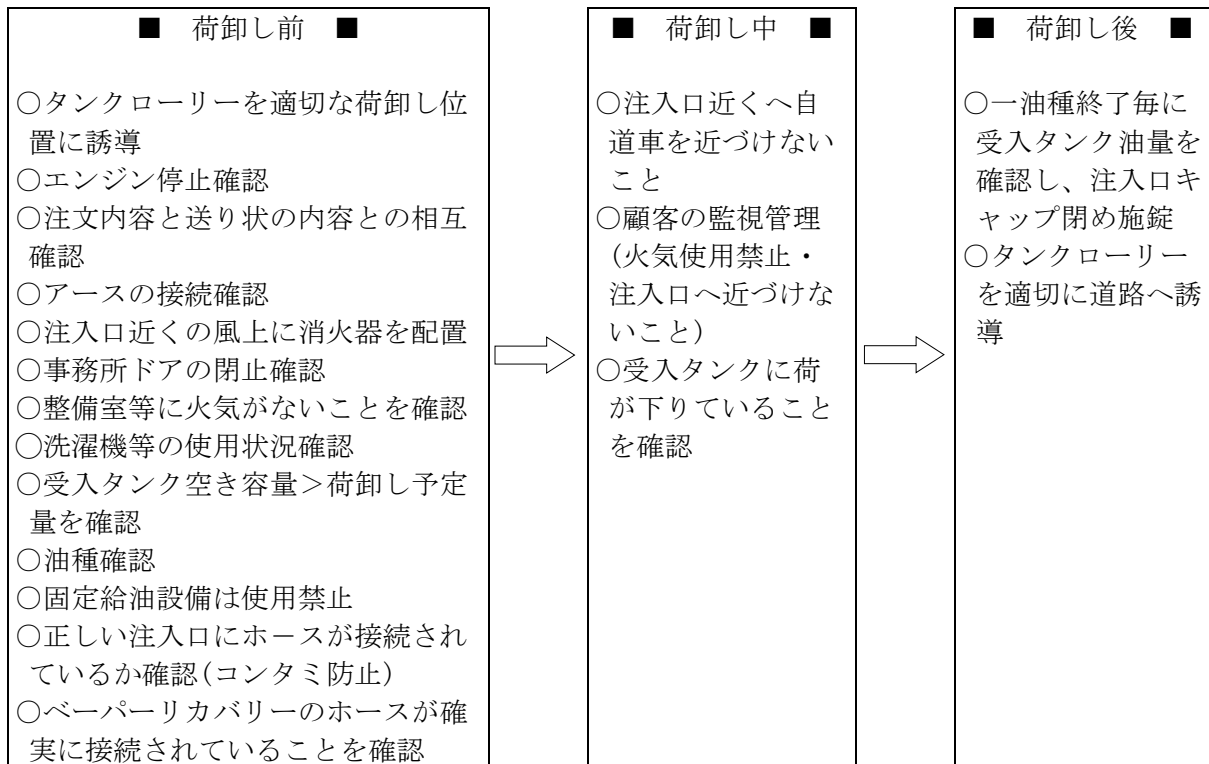 ■　荷卸し前　■
○タンクローリーを適切な荷卸し位
置に誘導
○エンジン停止確認
○注文内容と送り状の内容との相互
確認
○アースの接続確認
○注入口近くの風上に消火器を配置
○事務所ドアの閉止確認
○整備室等に火気がないことを確認
○洗濯機等の使用状況確認
○受入タンク空き容量＞荷卸し予定
量を確認
○油種確認
○固定給油設備は使用禁止
○正しい注入口にホースが接続され
ているか確認(コンタミ防止)
○ベーパーリカバリーのホースが確
実に接続されていることを確認
■　荷卸し中　■
○注入口近くへ自
道車を近づけない
こと
○顧客の監視管理
(火気使用禁止・
注入口へ近づけな
いこと)
○受入タンクに荷
が下りていること
を確認
■　荷卸し後　■
○一油種終了毎に
受入タンク油量を
確認し、注入口キ
ャップ閉め施錠
○タンクローリー
を適切に道路へ誘
導